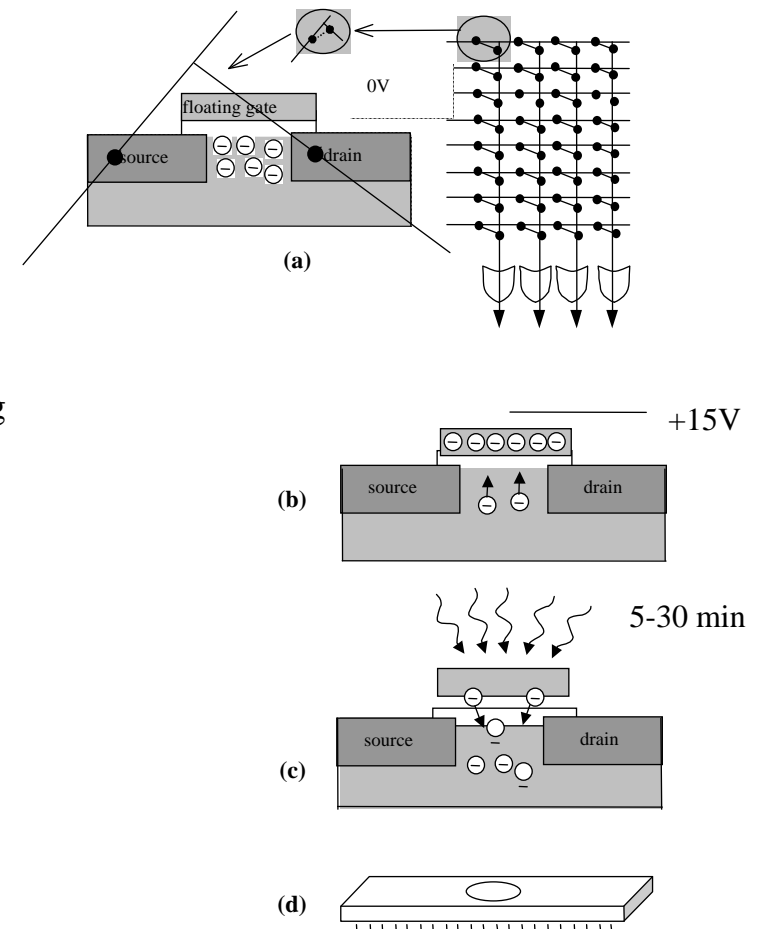 0V
floating gate
source drain
(a)
g
+15V
source drain
(b)
5-30 min
source drain
(c)
(d)